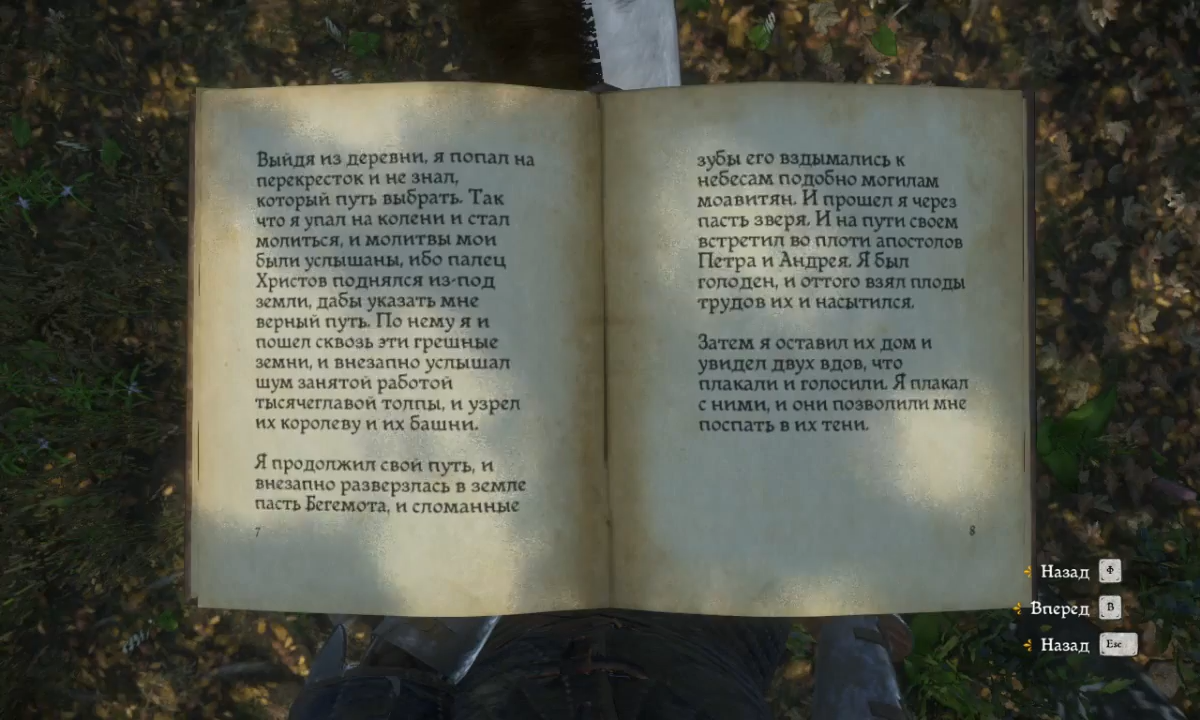 Выйдя из деревни, я попал на
перекресток и не знал,
который путь выбрать. Так
что я упал на колени и стал
молиться, и молитвы мои
были услышаны, ибо палец
Христов поднялся из-под
земли, дабы указать мне
верный путь. По нему я и
пошел сквозь эти грешные
земни, и внезапно услышал
шум занятой работой
тысячеглавой толпы, и узрел
их королеву и их башни.
Я продолжил свой путь, и
внезапно разверзлась в земле
пасть Бегемота, и сломанные
7
зубы его вздымались к
небесам подобно могилам
моавитян. И прошел я через
пасть зверя. И на пути своем
встретил во плоти апостолов
Петра и Андрея. Я был
голоден, и оттого взял плоды
трудов их и насытился.
Затем я оставил их дом и
увидел двух вдов, что
плакали и голосили. Я плакал
с ними, и они позволили мне
поспать в их тени.
8
Назад Ф
Вперед В
Назад Esc